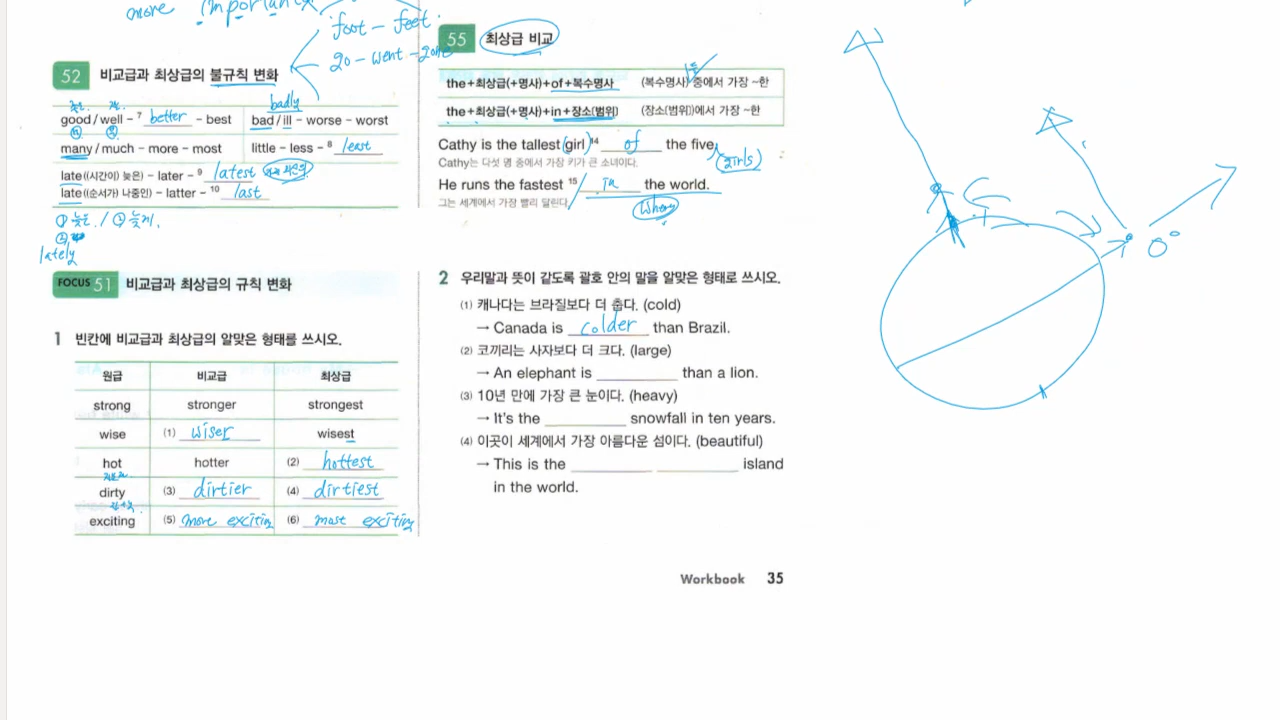 more important
foot – feet
go – went – gone
52 비교급과 최상급의 불규칙 변화
badly
good / well – 7 better – best
bad / ill – worse – worst
many / much – more – most
little – less – 8 least
late((시간이) 늦은) – later – 9 latest
late((순서가) 나중인) – latter – 10 last
① 늦은 / ② 늦게.
lately
55 최상급 비교
the+최상급(+명사)+of+복수명사 (복수명사) 중에서 가장 ~한
the+최상급(+명사)+in+장소(범위) (장소(범위))에서 가장 ~한
Cathy is the tallest (girl) 14 of the five
(girls)
Cathy는 다섯 명 중에서 가장 키가 큰 소녀이다.
He runs the fastest 15 in the world.
그는 세계에서 가장 빨리 달린다.
where
FOCUS 51 비교급과 최상급의 규칙 변화
1 빈칸에 비교급과 최상급의 알맞은 형태를 쓰시오.
원급 비교급 최상급
strong stronger strongest
wise (1) wiser wisest
hot hotter (2) hottest
dirty (3) dirtier (4) dirtiest
exciting (5) more exciting (6) most exciting
2 우리말과 뜻이 같도록 괄호 안의 말을 알맞은 형태로 쓰시오.
(1) 캐나다는 브라질보다 더 춥다. (cold)
→ Canada is colder than Brazil.
(2) 코끼리는 사자보다 더 크다. (large)
→ An elephant is than a lion.
(3) 10년 만에 가장 큰 눈이다. (heavy)
→ It's the snowfall in ten years.
(4) 이곳이 세계에서 가장 아름다운 섬이다. (beautiful)
→ This is the island
in the world.
Workbook 35
0°